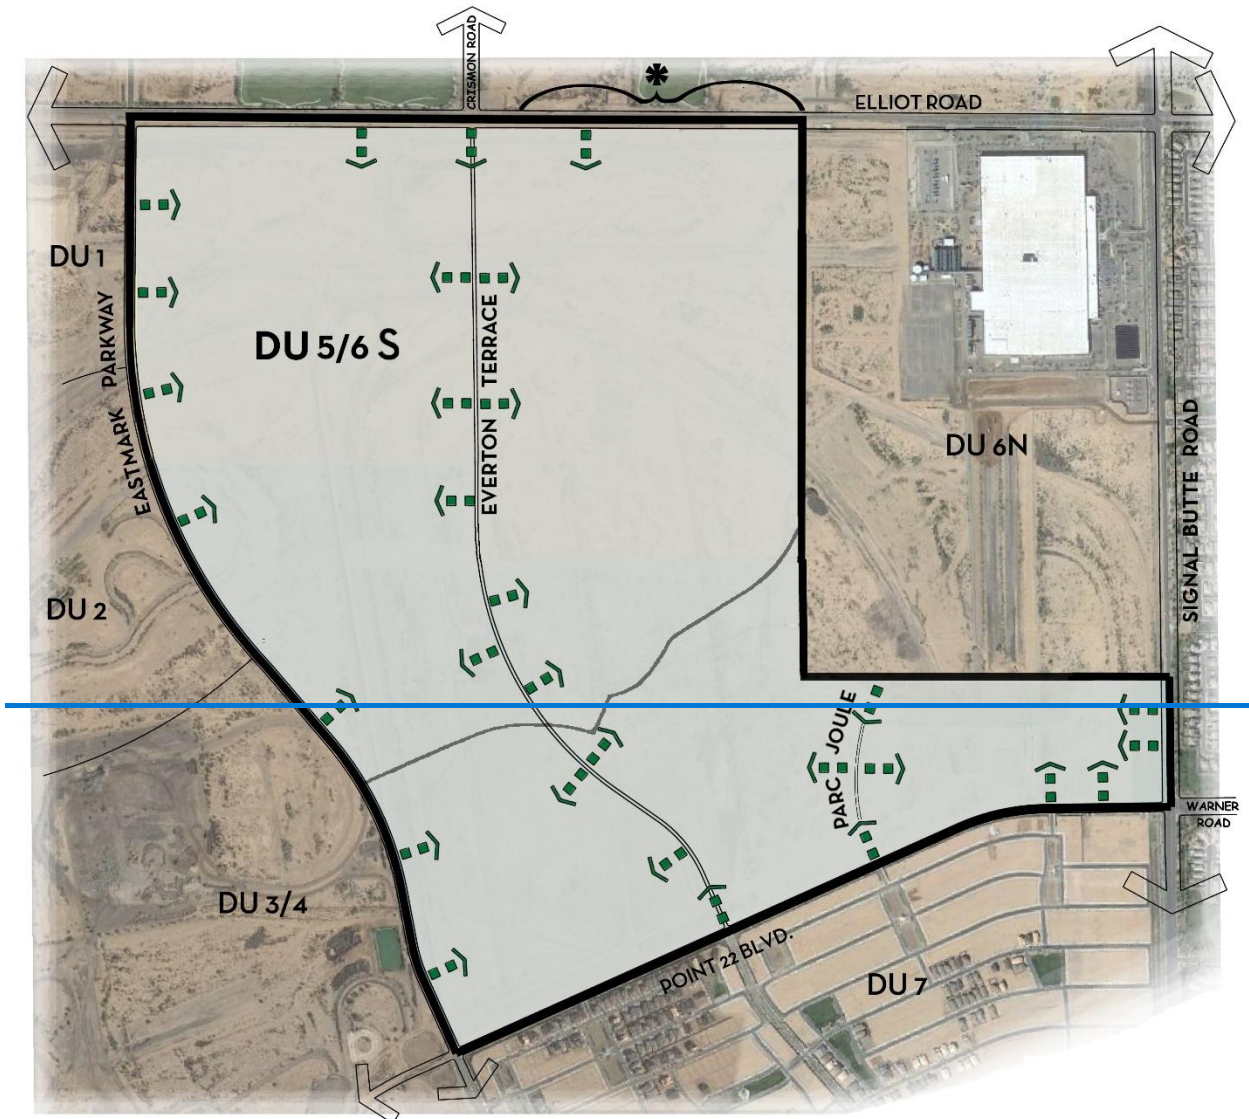 CRISMON ROAD
*
ELLIOT ROAD
DU 1
EASTMARK PARKWAY
DU 5/6 S
EVERTON TERRACE
DU 6N
SIGNAL BUTTE ROAD
DU 2
PARC JOULE
WARNER
ROAD
DU 3/4
POINT 22 BLVD.
DU 7